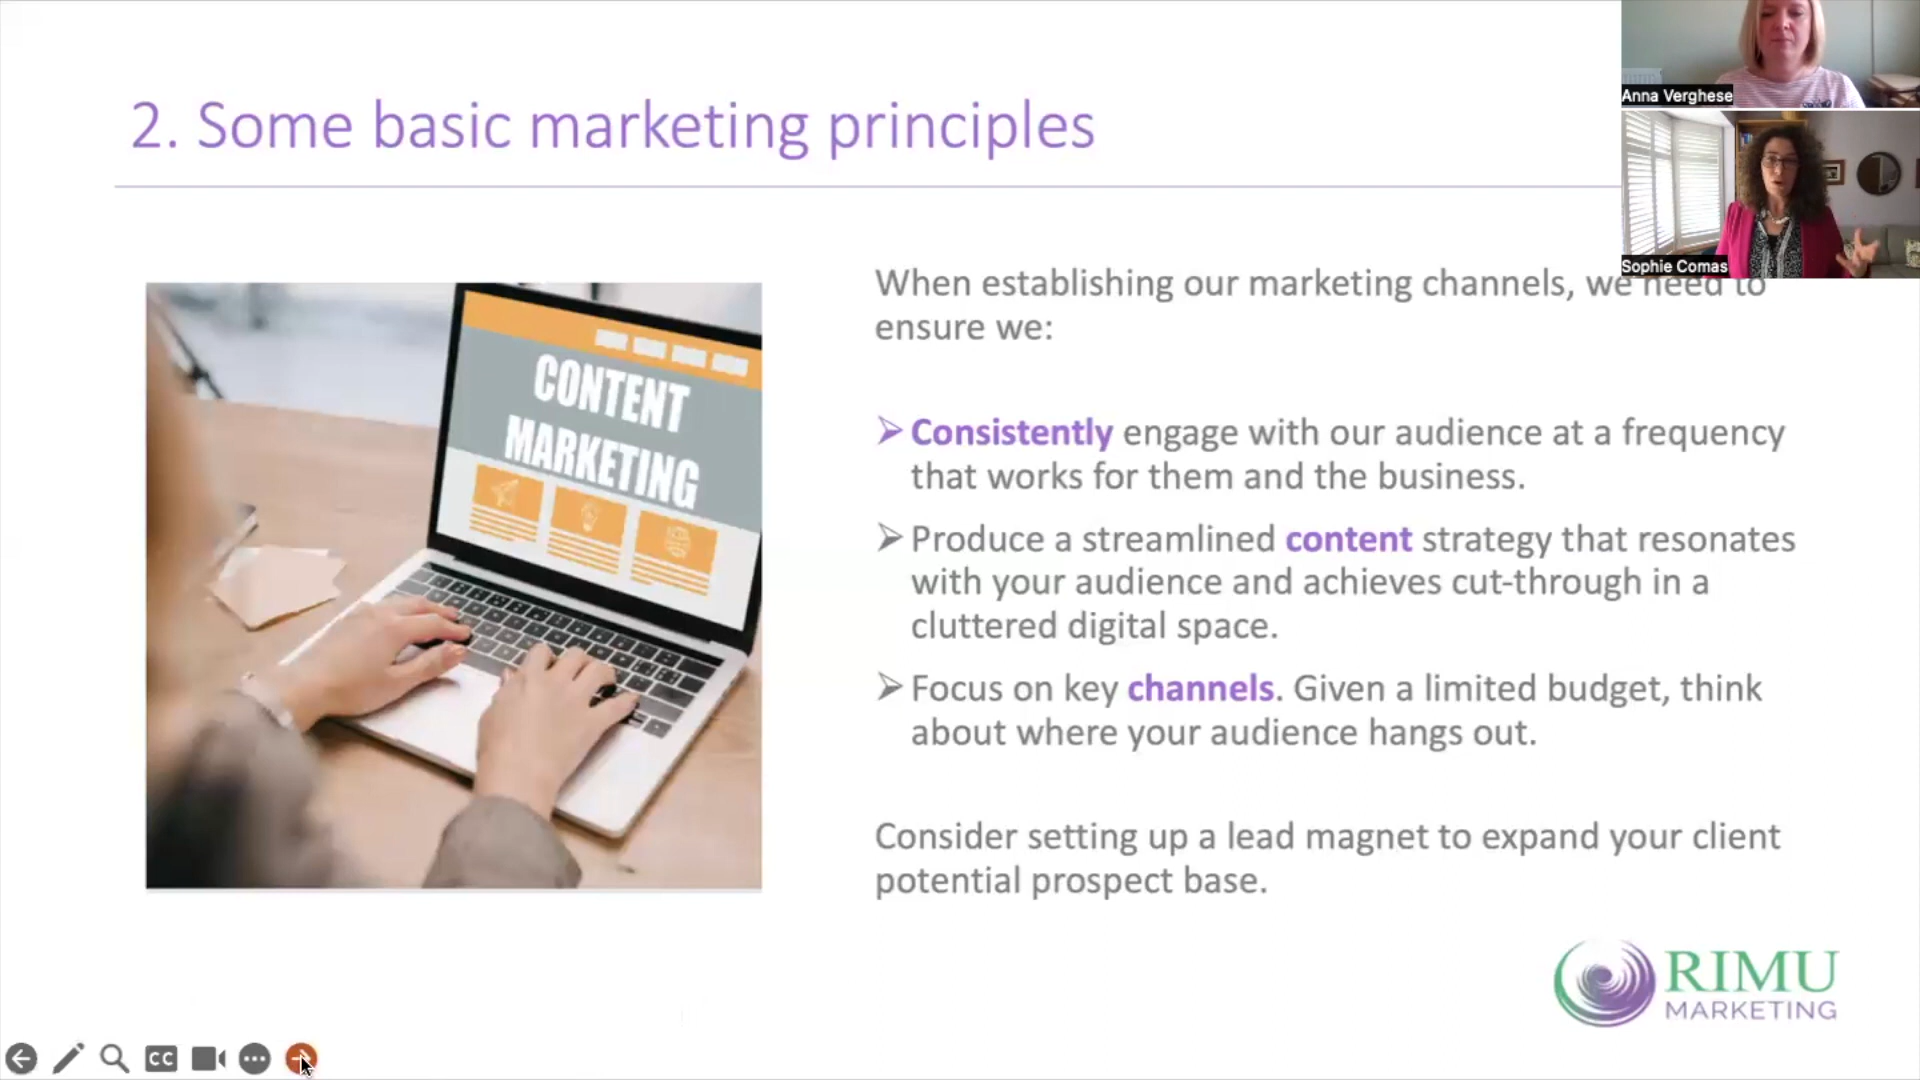 2. Some basic marketing principles
Anna Verghese
Sophie Comas
CONTENT
MARKETING
When establishing our marketing channels, we need to
ensure we:
Consistently engage with our audience at a frequency
that works for them and the business.
Produce a streamlined content strategy that resonates
with your audience and achieves cut-through in a
cluttered digital space.
Focus on key channels. Given a limited budget, think
about where your audience hangs out.
Consider setting up a lead magnet to expand your client
potential prospect base.
RIMU
MARKETING
CC